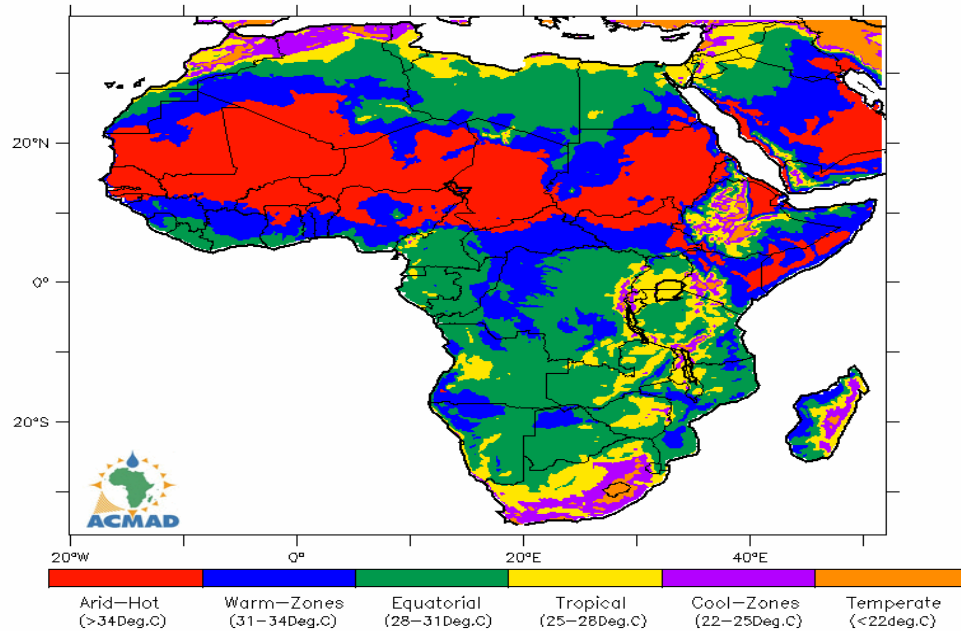 20°N
0°
20°S
ACMAD
20°W 0° 20°E 40°E
Arid-Hot Warm-Zones Equatorial Tropical Cool-Zones Temperate
(>34Deg.C) (31-34Deg.C) (28-31Deg.C) (25-28Deg.C) (22-25Deg.C) (<22deg.C)